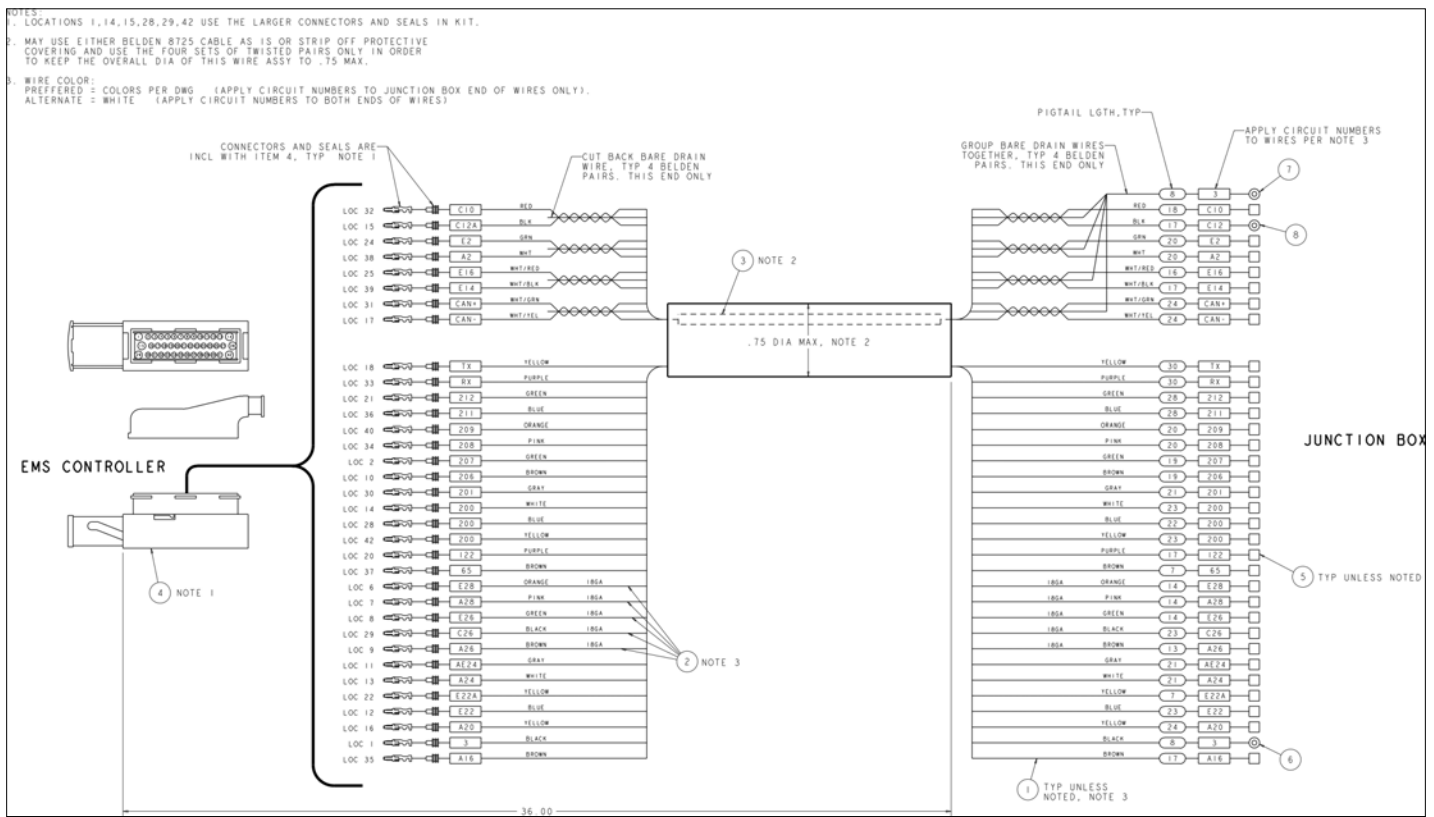 NOTES:
1. LOCATIONS 1,14,15,28,29,42 USE THE LARGER CONNECTORS AND SEALS IN KIT.
2. MAY USE EITHER BELDEN 8725 CABLE AS IS OR STRIP OFF PROTECTIVE
COVERING AND USE THE FOUR SETS OF TWISTED PAIRS ONLY IN ORDER
TO KEEP THE OVERALL DIA OF THIS WIRE ASSY TO .75 MAX.
3. WIRE COLOR:
PREFFERED = COLORS PER DWG (APPLY CIRCUIT NUMBERS TO JUNCTION BOX END OF WIRES ONLY).
ALTERNATE = WHITE (APPLY CIRCUIT NUMBERS TO BOTH ENDS OF WIRES)
PIGTAIL LGTH,TYP
APPLY CIRCUIT NUMBERS
TO WIRES PER NOTE 3
CONNECTORS AND SEALS ARE
INCL WITH ITEM 4, TYP NOTE 1
CUT BACK BARE DRAIN
WIRE, TYP 4 BELDEN
PAIRS. THIS END ONLY
GROUP BARE DRAIN WIRES
TOGETHER, TYP 4 BELDEN
PAIRS. THIS END ONLY
7
8 3
LOC 32 C10 RED RED 18 C10
LOC 15 C12A BLK BLK 17 C12
8
LOC 24 E2 GRN GRN 20 E2
LOC 38 A2 WHT WHT 20 A2
3 NOTE 2
LOC 25 E16 WHT/RED WHT/RED 16 E16
LOC 39 E14 WHT/BLK WHT/BLK 17 E14
LOC 31 CAN+ WHT/GRN WHT/GRN 24 CAN+
LOC 17 CAN- WHT/YEL WHT/YEL 24 CAN-
.75 DIA MAX, NOTE 2
LOC 18 TX YELLOW YELLOW 30 TX
LOC 33 RX PURPLE PURPLE 30 RX
LOC 21 212 GREEN GREEN 28 212
LOC 36 211 BLUE BLUE 28 211
LOC 40 209 ORANGE ORANGE 20 209
LOC 34 208 PINK PINK 20 208
JUNCTION BOX
LOC 2 207 GREEN GREEN 19 207
EMS CONTROLLER
LOC 10 206 BROWN BROWN 19 206
LOC 30 201 GRAY GRAY 21 201
LOC 14 200 WHITE WHITE 23 200
LOC 28 200 BLUE BLUE 22 200
LOC 42 200 YELLOW YELLOW 23 200
LOC 20 122 PURPLE PURPLE 17 122
LOC 37 65 BROWN BROWN 7 65
5 TYP UNLESS NOTED
LOC 6 E28 ORANGE 18GA 18GA ORANGE 14 E28
4 NOTE 1
LOC 7 A28 PINK 18GA 18GA PINK 14 A28
LOC 8 E26 GREEN 18GA 18GA GREEN 14 E26
LOC 29 C26 BLACK 18GA 18GA BLACK 23 C26
LOC 9 A26 BROWN 18GA 18GA BROWN 13 A26
2 NOTE 3
LOC 11 AE24 GRAY GRAY 21 AE24
LOC 13 A24 WHITE WHITE 21 A24
LOC 22 E22A YELLOW YELLOW 7 E22A
LOC 12 E22 BLUE BLUE 23 E22
LOC 16 A20 YELLOW YELLOW 24 A20
LOC 1 3 BLACK BLACK 8 3
6
LOC 35 A16 BROWN BROWN 17 A16
1 TYP UNLESS
NOTED, NOTE 3
36.00